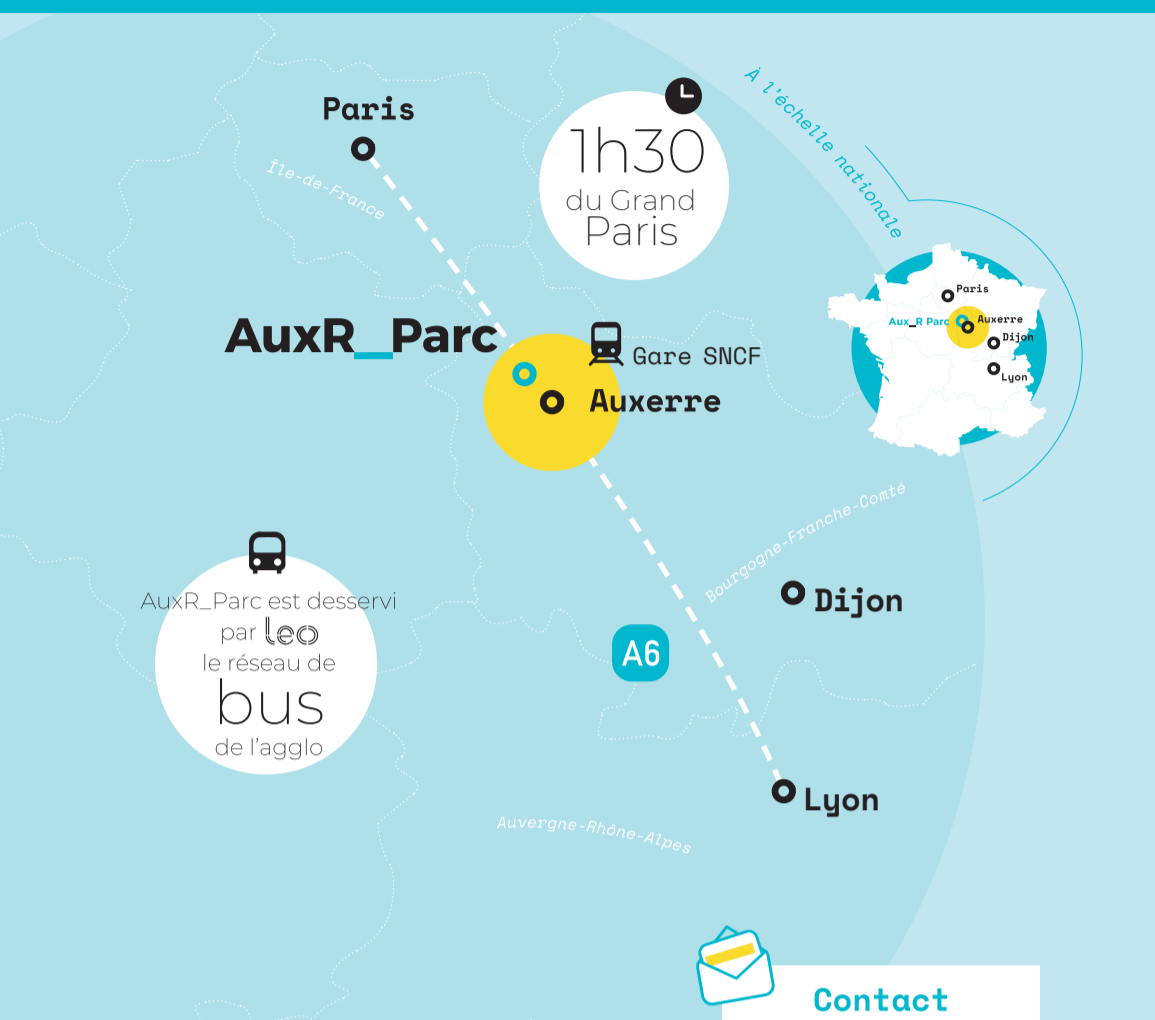 Paris
Île-de-France
1h30
du Grand
Paris
À l'échelle nationale
Paris
Aux_R Parc
Auxerre
Dijon
Lyon
AuxR_Parc
Gare SNCF
Auxerre
Bourgogne-Franche-Comté
Dijon
AuxR_Parc est desservi
par leo
le réseau de
bus
de l'agglo
A6
Lyon
Auvergne-Rhône-Alpes
Contact